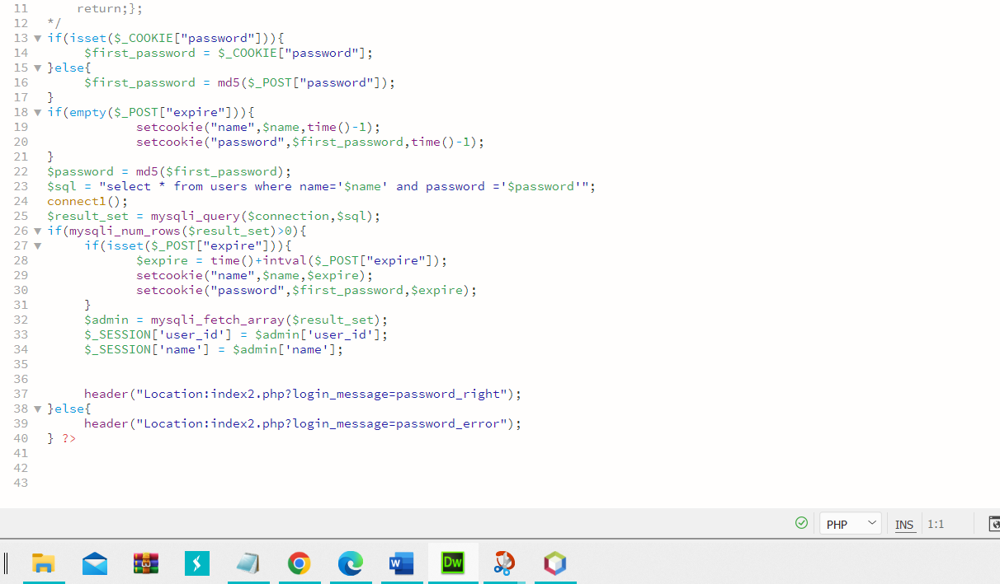 11 return;};
12 */
13 if(isset($_COOKIE["password"])){
14 $first_password = $_COOKIE["password"];
15 }else{
16 $first_password = md5($_POST["password"]);
17 }
18 if(empty($_POST["expire"])){
19 setcookie("name",$name,time()-1);
20 setcookie("password",$first_password,time()-1);
21 }
22 $password = md5($first_password);
23 $sql = "select * from users where name='$name' and password ='$password'";
24 connect1();
25 $result_set = mysqli_query($connection,$sql);
26 if(mysqli_num_rows($result_set)>0){
27 if(isset($_POST["expire"])){
28 $expire = time()+intval($_POST["expire"]);
29 setcookie("name",$name,$expire);
30 setcookie("password",$first_password,$expire);
31 }
32 $admin = mysqli_fetch_array($result_set);
33 $_SESSION['user_id'] = $admin['user_id'];
34 $_SESSION['name'] = $admin['name'];
35
36
37 header("Location:index2.php?login_message=password_right");
38 }else{
39 header("Location:index2.php?login_message=password_error");
40 } ?>
41
42
43
PHP INS 1:1
W Dw